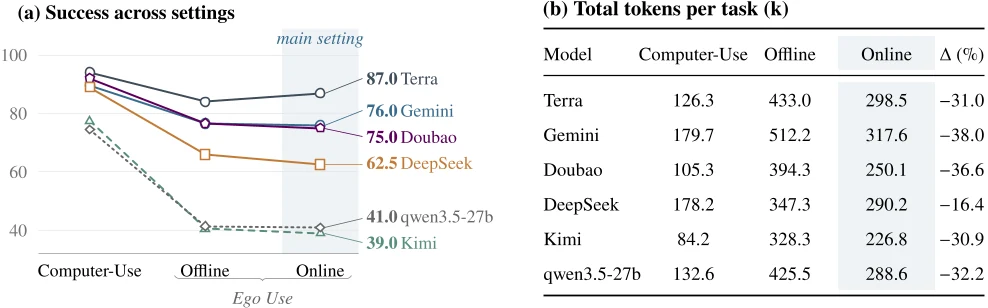 (a) Success across settings
main setting
100
80
60
40
87.0 Terra
76.0 Gemini
75.0 Doubao
62.5 DeepSeek
41.0 qwen3.5-27b
39.0 Kimi
Computer-Use Offline Online
Ego Use
(b) Total tokens per task (k)
Model Computer-Use Offline Online Δ (%)
Terra 126.3 433.0 298.5 −31.0
Gemini 179.7 512.2 317.6 −38.0
Doubao 105.3 394.3 250.1 −36.6
DeepSeek 178.2 347.3 290.2 −16.4
Kimi 84.2 328.3 226.8 −30.9
qwen3.5-27b 132.6 425.5 288.6 −32.2